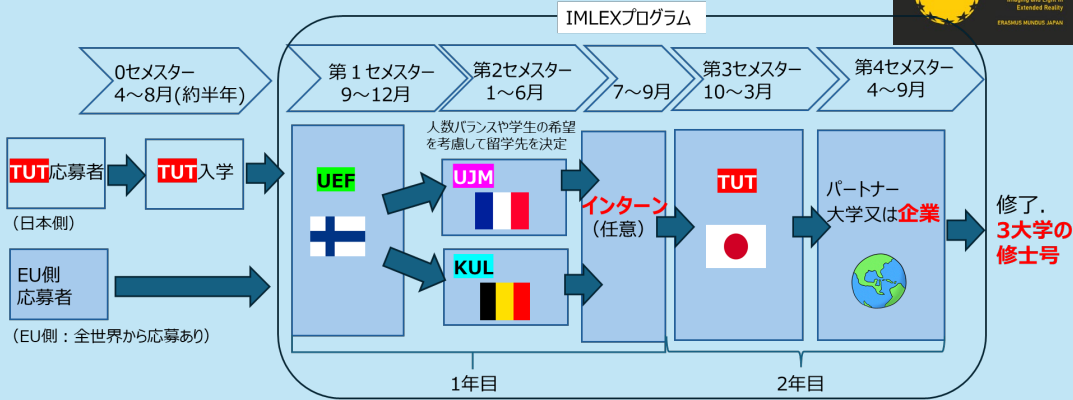 IMLEXプログラム
Imaging and Light in
Extended Reality
ERASMUS MUNDUS JAPAN
0セメスター
4～8月(約半年)
第１セメスター
9～12月
第2セメスター
1～6月
7～9月
第3セメスター
10～3月
第4セメスター
4～9月
人数バランスや学生の希望
を考慮して留学先を決定
TUT応募者
（日本側）
TUT入学
EU側
応募者
（EU側：全世界から応募あり）
UEF
UJM
KUL
インターン
（任意）
TUT
パートナー
大学又は企業
修了.
3大学の
修士号
1年目
2年目